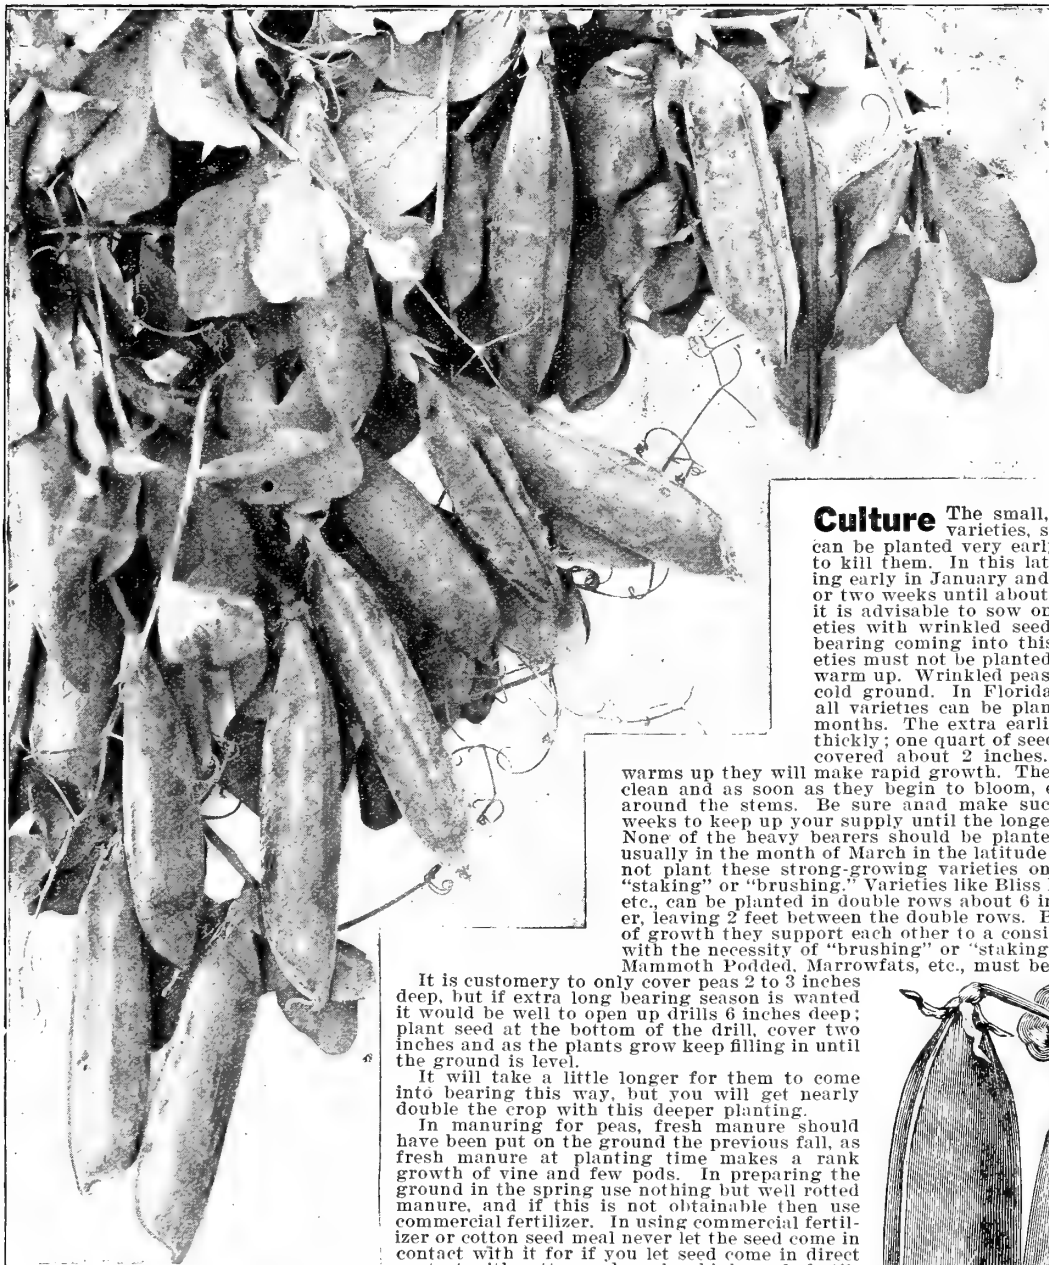 Culture The small,
varieties, s
can be planted very earl
to kill them. In this lat
ing early in January and
or two weeks until about
it is advisable to sow or
eties with wrinkled seed
bearing coming into this
eties must not be planted
warm up. Wrinkled peas
cold ground. In Florida
all varieties can be plan
months. The extra earli
thickly; one quart of seed
covered about 2 inches.
warms up they will make rapid growth. The
clean and as soon as they begin to bloom, e
around the stems. Be sure anad make suc
weeks to keep up your supply until the longe
None of the heavy bearers should be plante
usually in the month of March in the latitude
not plant these strong-growing varieties on
"staking" or "brushing." Varieties like Bliss
etc., can be planted in double rows about 6 in
er, leaving 2 feet between the double rows.
of growth they support each other to a consi
with the necessity of "brushing" or "staking
Mammoth Podded, Marrowfats, etc., must be
It is customery to only cover peas 2 to 3 inches
deep, but if extra long bearing season is wanted
it would be well to open up drills 6 inches deep;
plant seed at the bottom of the drill, cover two
inches and as the plants grow keep filling in until
the ground is level.
It will take a little longer for them to come
into bearing this way, but you will get nearly
double the crop with this deeper planting.
In manuring for peas, fresh manure should
have been put on the ground the previous fall, as
fresh manure at planting time makes a rank
growth of vine and few pods. In preparing the
ground in the spring use nothing but well rotted
manure, and if this is not obtainable then use
commercial fertilizer. In using commercial fertil-
izer or cotton seed meal never let the seed come in
contact with it for if you let seed come in direct